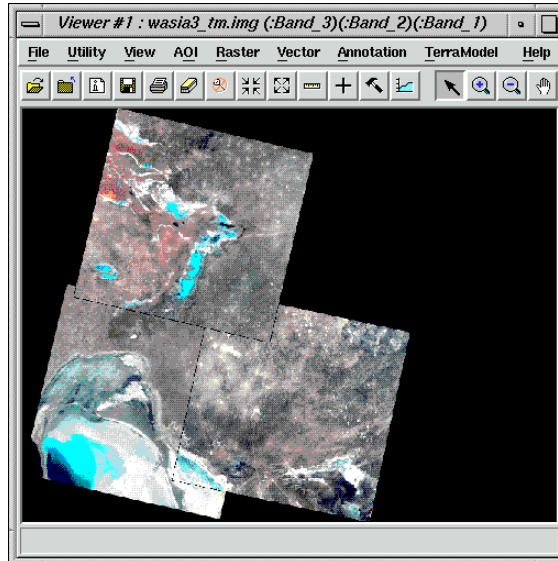 Viewer #1 : wasia3_tm.img (:Band_3)(:Band_2)(:Band_1)
File Utility View AOI Raster Vector Annotation TerraModel Help